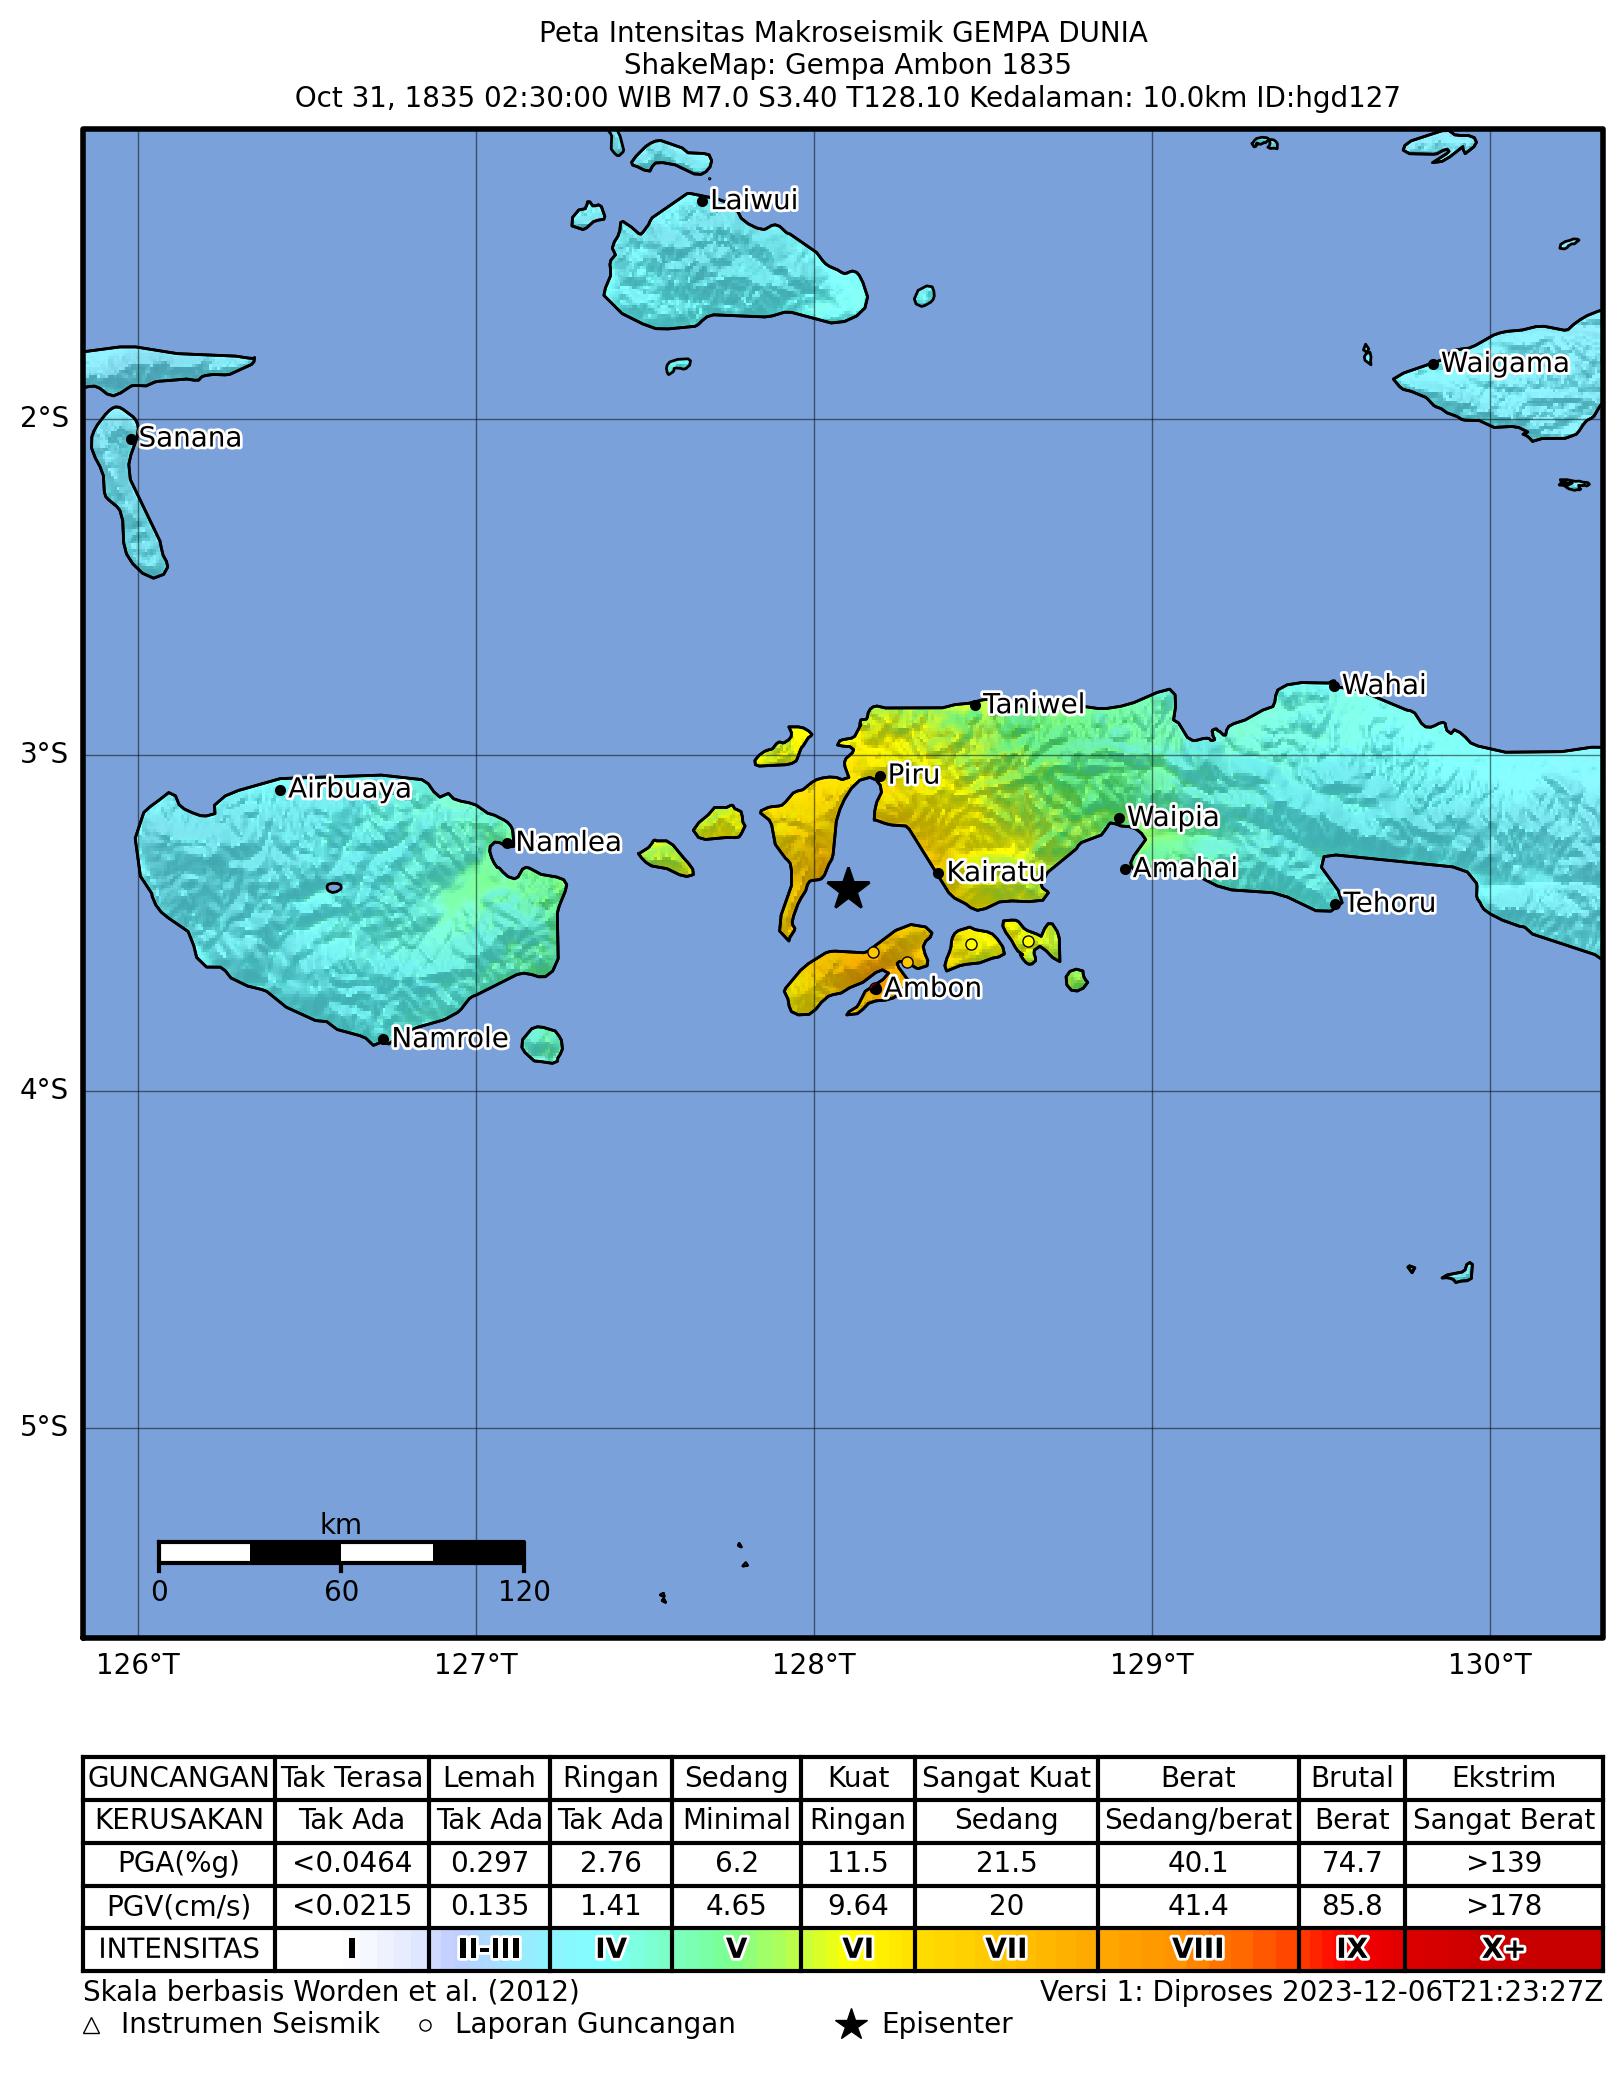 Peta Intensitas Makroseismik GEMPA DUNIA
ShakeMap: Gempa Ambon 1835
Oct 31, 1835 02:30:00 WIB M7.0 S3.40 T128.10 Kedalaman: 10.0km ID:hgd127
Laiwui
Waigama
2°S
Sanana
Wahai
Taniwel
3°S
Piru
Airbuaya
Waipia
Namlea
Amahai
Kairatu
Tehoru
Ambon
Namrole
4°S
5°S
km
0 60 120
126°T 127°T 128°T 129°T 130°T
GUNCANGAN Tak Terasa Lemah Ringan Sedang Kuat Sangat Kuat Berat Brutal Ekstrim
KERUSAKAN Tak Ada Tak Ada Tak Ada Minimal Ringan Sedang Sedang/berat Berat Sangat Berat
PGA(%g) <0.0464 0.297 2.76 6.2 11.5 21.5 40.1 74.7 >139
PGV(cm/s) <0.0215 0.135 1.41 4.65 9.64 20 41.4 85.8 >178
INTENSITAS I II-III IV V VI VII VIII IX X+
Skala berbasis Worden et al. (2012) Versi 1: Diproses 2023-12-06T21:23:27Z
Instrumen Seismik Laporan Guncangan Episenter